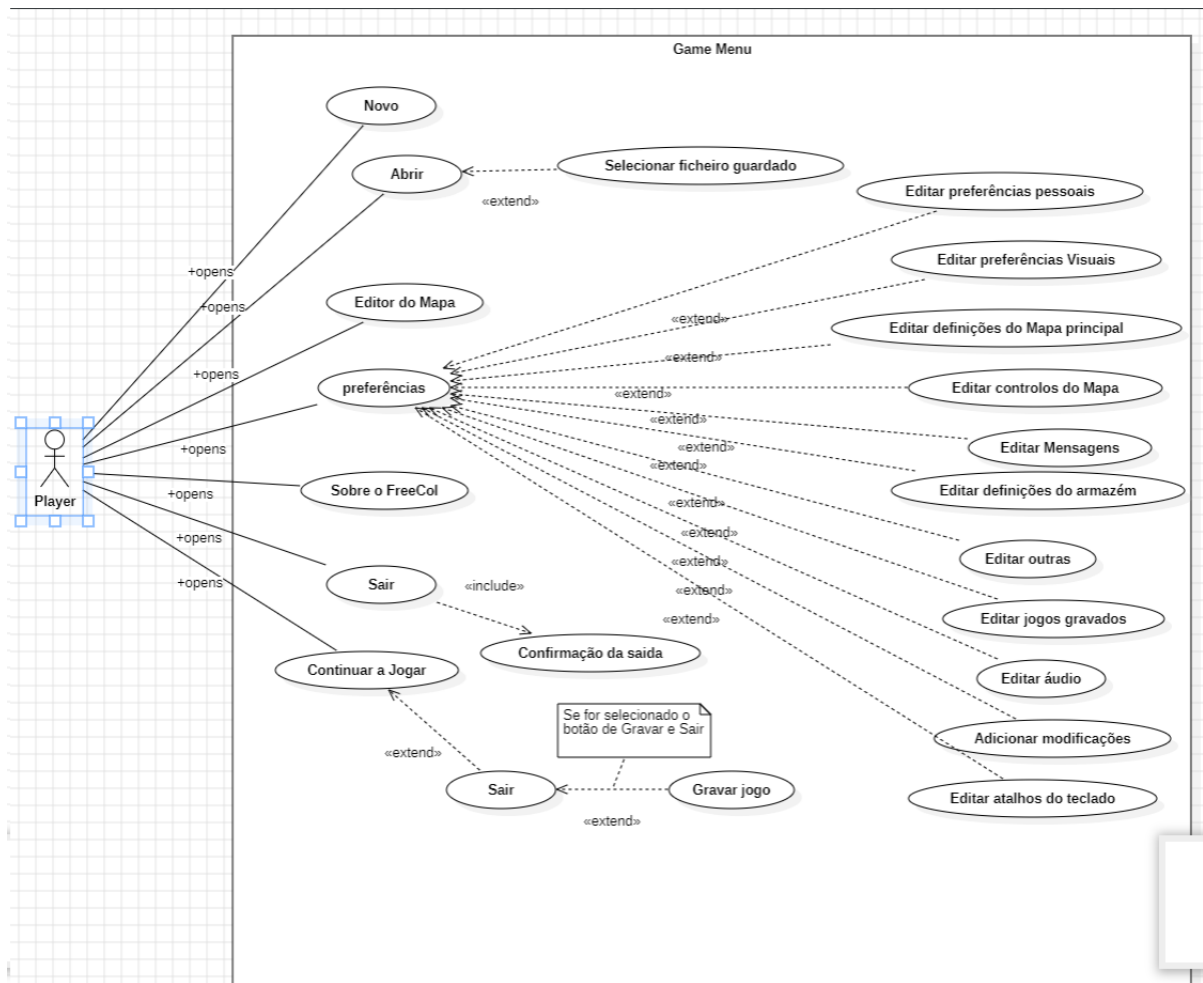 Game Menu
Novo
Abrir
Selecionar ficheiro guardado
«extend»
Editar preferências pessoais
Editar preferências Visuais
+opens
+opens
Editor do Mapa
«extend»
Editar definições do Mapa principal
«extend»
+opens
preferências
«extend»
Editar controlos do Mapa
«extend»
+opens
«extend»
Editar Mensagens
«extend»
Player
+opens
Sobre o FreeCol
Editar definições do armazém
«extend»
+opens
«extend»
Editar outras
«extend»
+opens
Sair
«include»
«extend»
«extend»
Editar jogos gravados
Confirmação da saida
Continuar a Jogar
Editar áudio
Se for selecionado o
botão de Gravar e Sair
Adicionar modificações
«extend»
Sair
Gravar jogo
Editar atalhos do teclado
«extend»